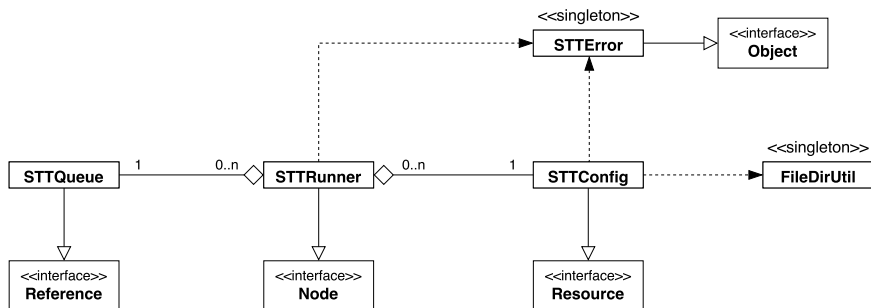 <<singleton>>
STTError
<<interface>>
Object
<<singleton>>
1
0..n
0..n
1
STTQueue
STTRunner
STTConfig
FileDirUtil
<<interface>>
Reference
<<interface>>
Node
<<interface>>
Resource